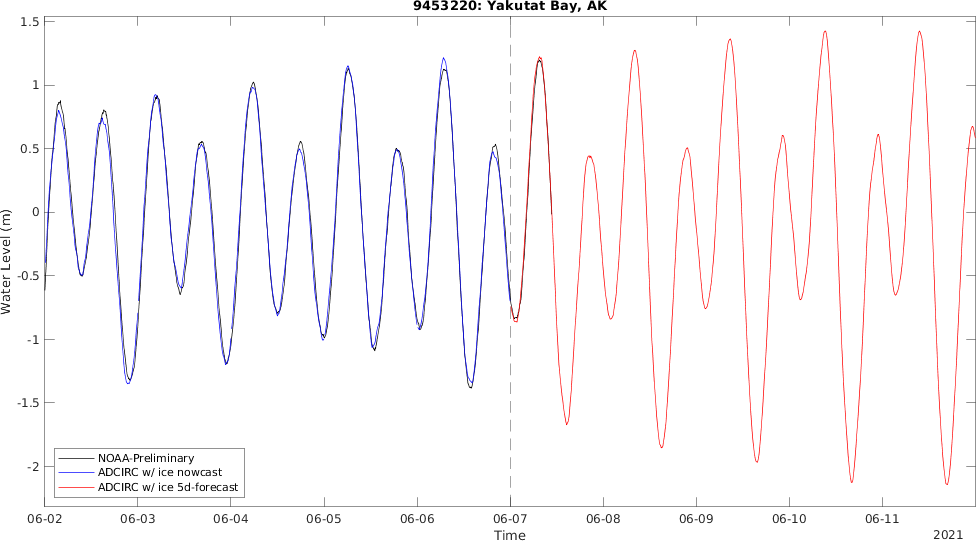 9453220: Yakutat Bay, AK
Water Level (m)
1.5
1
0.5
0
-0.5
-1
-1.5
-2
NOAA-Preliminary
ADCIRC w/ ice nowcast
ADCIRC w/ ice 5d-forecast
06-02 06-03 06-04 06-05 06-06 06-07 06-08 06-09 06-10 06-11
Time
2021